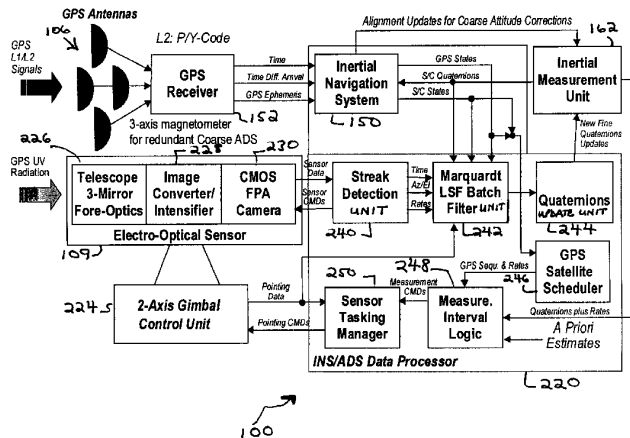 GPS Antennas
106
GPS
L1/L2
Signals
L2: P/Y-Code
GPS
Receiver
152
3-axis magnetometer
for redundant Coarse ADS
Time
Time Diff. Arrival
GPS Ephemeris
Alignment Updates for Coarse Attitude Corrections
Inertial
Navigation
System
150
GPS States
S/C Quaternions
S/C States
162
Inertial
Measurement
Unit
New Fine
Quaternions
Updates
226
228
230
GPS UV
Radiation
Telescope
3-Mirror
Fore-Optics
Image
Converter/
Intensifier
CMOS
FPA
Camera
Electro-Optical Sensor
109
Sensor
Data
Sensor
CMDs
Streak
Detection
UNIT
240
Time
Az/El
Rates
Marquardt
LSF Batch
Filter UNIT
242
Quaternions
UPDATE UNIT
244
GPS
Satellite
Scheduler
246
GPS Sequ. & Rates
224
2-Axis Gimbal
Control Unit
Pointing
Data
Pointing CMDs
250
Sensor
Tasking
Manager
Measurement
CMDs
248
Measure.
Interval
Logic
Quaternions plus Rates
A Priori
Estimates
INS/ADS Data Processor
220
100